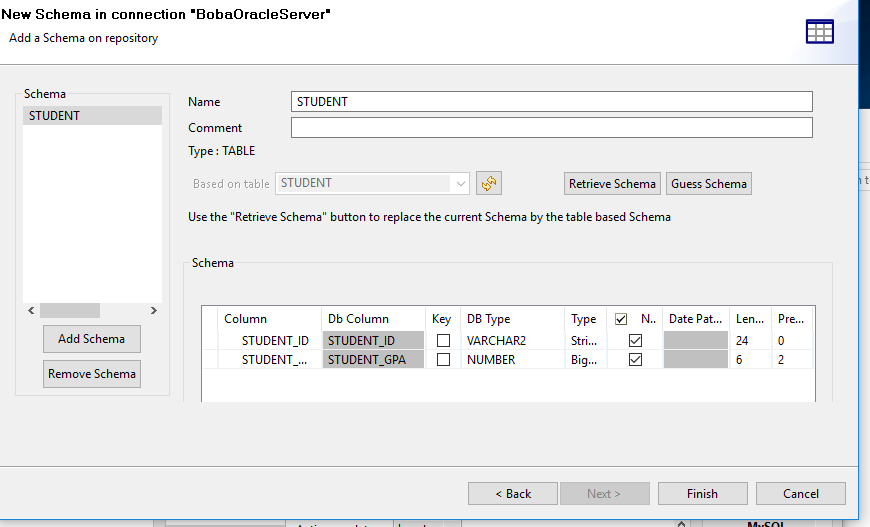 New Schema in connection "BobaOracleServer"
Add a Schema on repository
Schema
STUDENT
Add Schema
Remove Schema
Name STUDENT
Comment
Type : TABLE
Based on table STUDENT Retrieve Schema Guess Schema
Use the "Retrieve Schema" button to replace the current Schema by the table based Schema
Schema
Column Db Column Key DB Type Type N.. Date Pat... Len... Pre...
STUDENT_ID STUDENT_ID VARCHAR2 Stri... 24 0
STUDENT_... STUDENT_GPA NUMBER Big... 6 2
< Back Next > Finish Cancel
MySQL